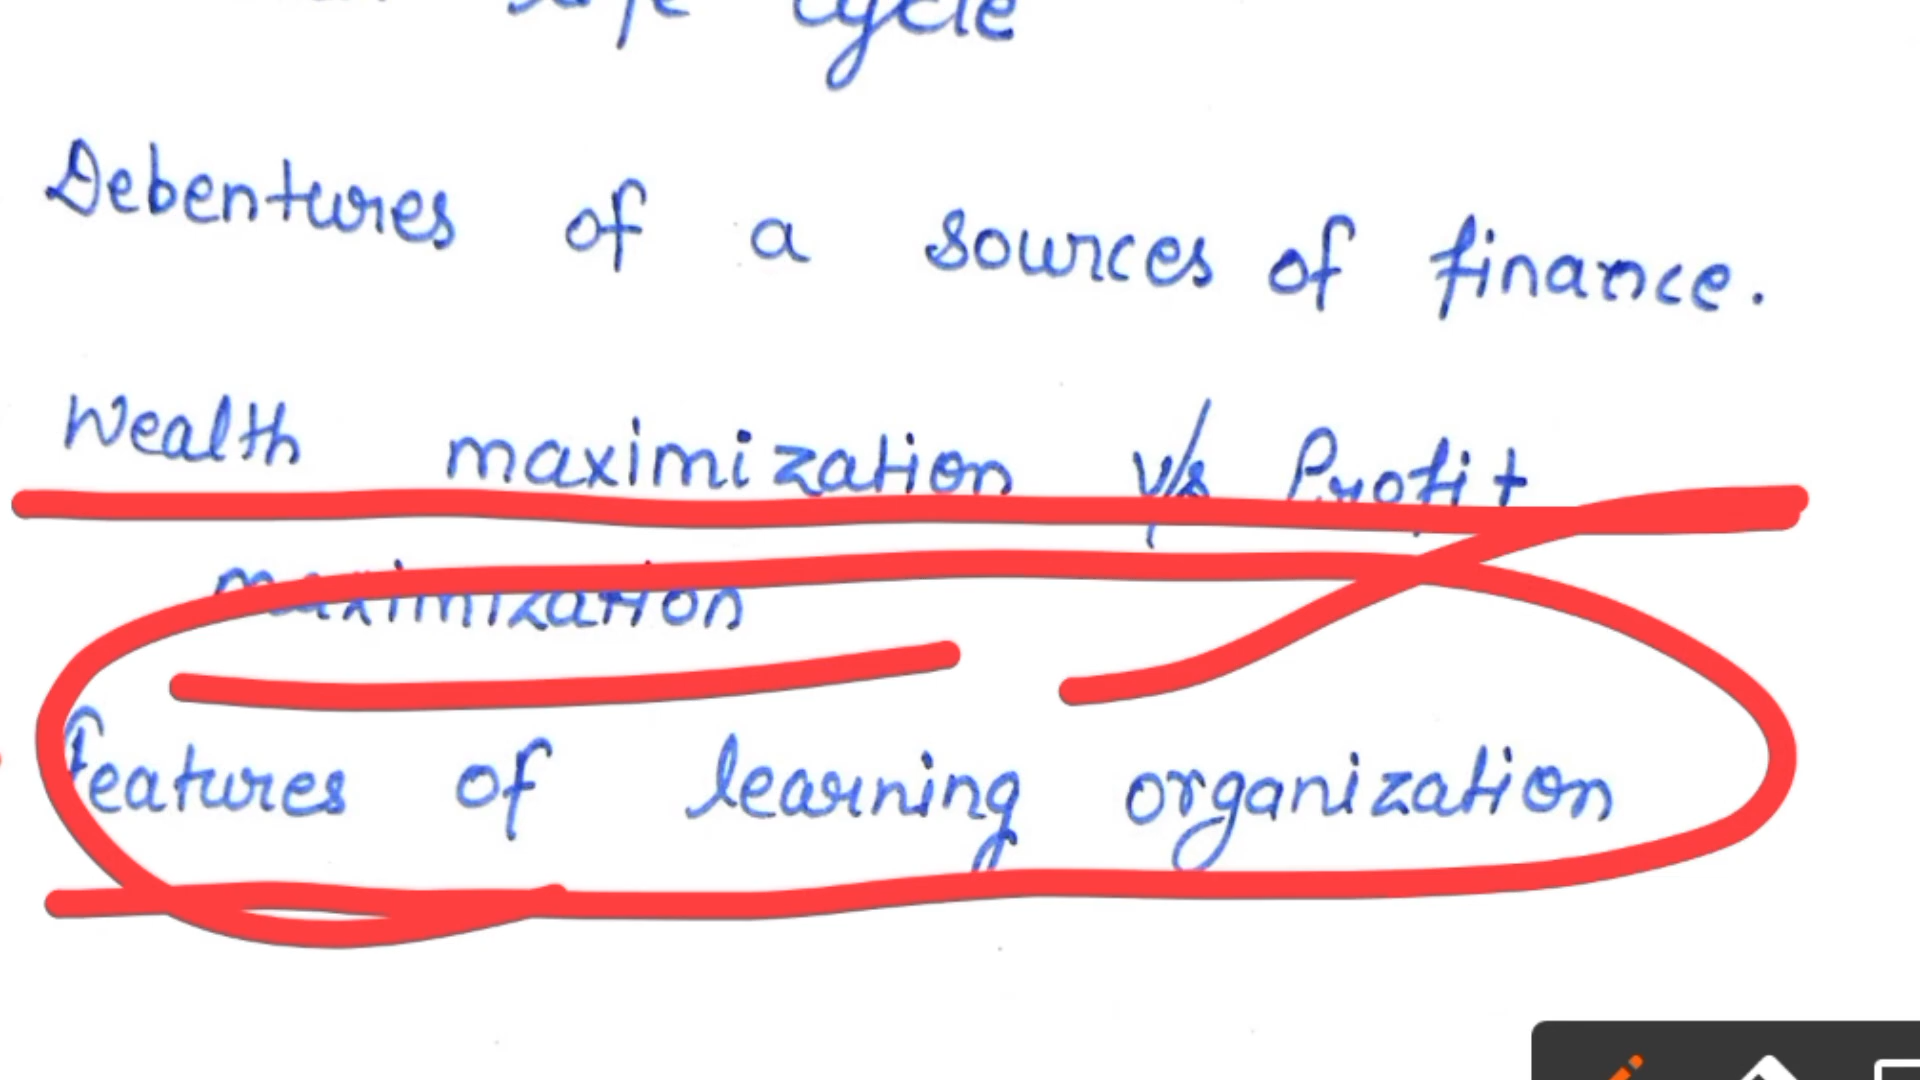 cycle
Debentures of a sources of finance.
Wealth maximization v/s Profit
maximization
features of learning organization